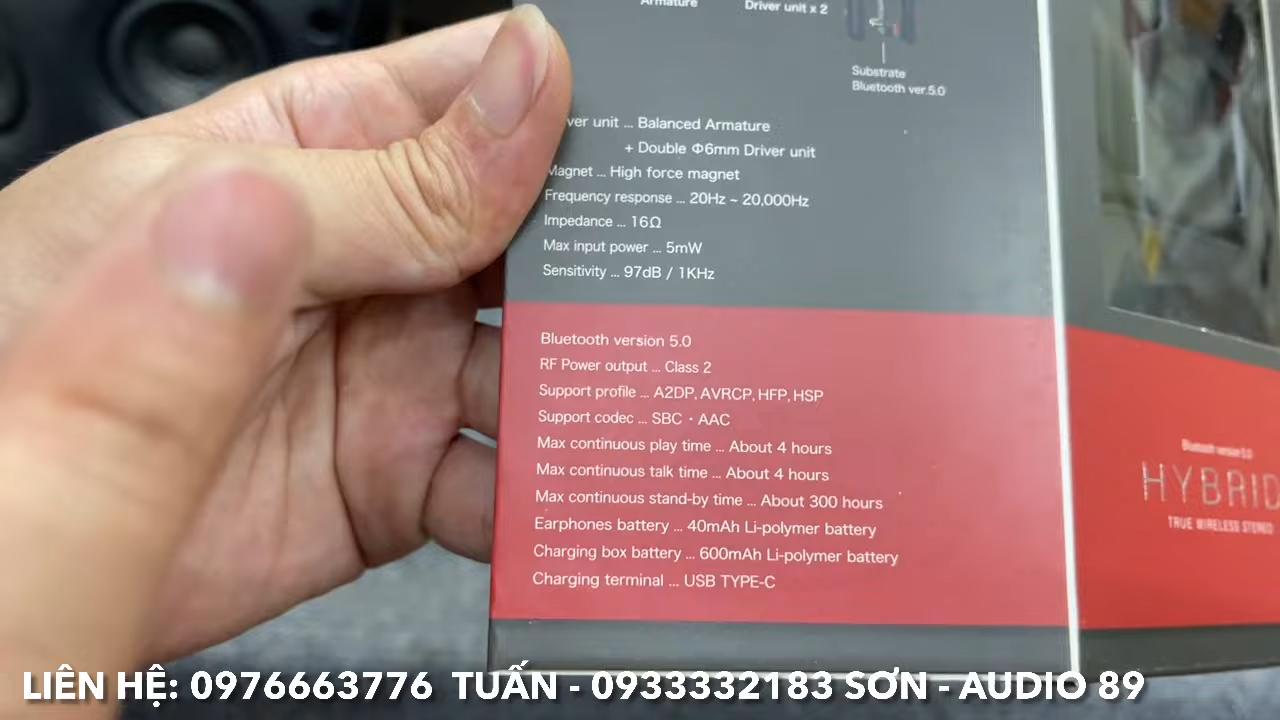 Armature
Driver unit x 2
Substrate
Bluetooth ver.5.0
ver unit ... Balanced Armature
+ Double Φ6mm Driver unit
Magnet ... High force magnet
Frequency response ... 20Hz ~ 20,000Hz
Impedance ... 16Ω
Max input power ... 5mW
Sensitivity ... 97dB / 1KHz
Bluetooth version 5.0
RF Power output ... Class 2
Support profile ... A2DP, AVRCP, HFP, HSP
Support codec ... SBC・AAC
Max continuous play time ... About 4 hours
Max continuous talk time ... About 4 hours
Max continuous stand-by time ... About 300 hours
Earphones battery ... 40mAh Li-polymer battery
Charging box battery ... 600mAh Li-polymer battery
Charging terminal ... USB TYPE-C
Bluetooth version 5.0
HYBRID
TRUE WIRELESS STEREO
LIÊN HỆ: 0976663776 TUẤN - 0933332183 SƠN - AUDIO 89